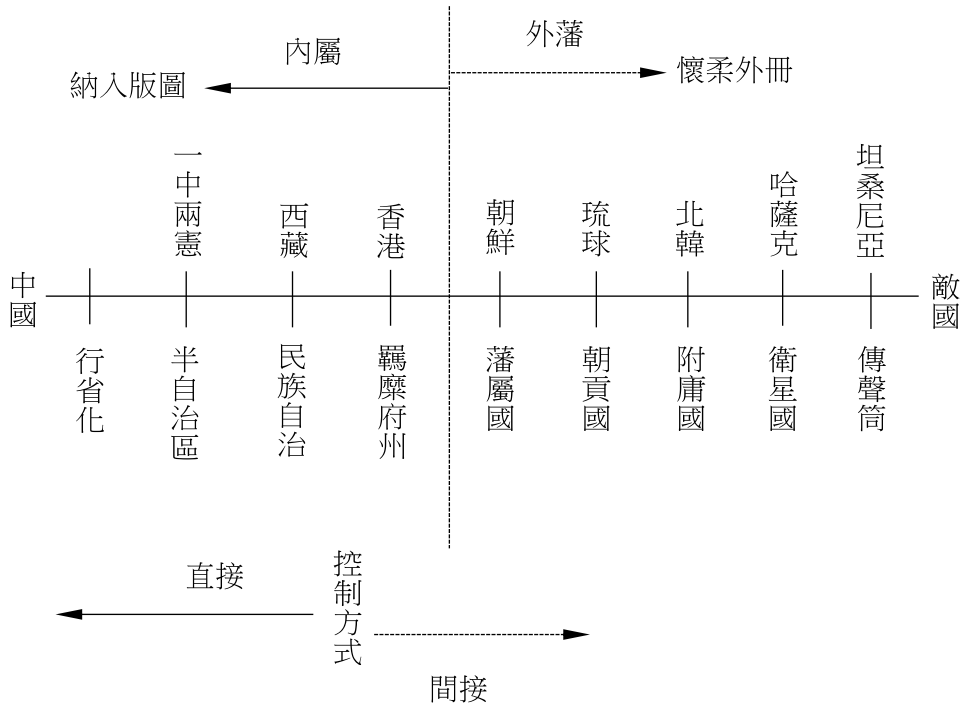 內屬
外藩
納入版圖
懷柔外冊
一中兩憲
西藏
香港
朝鮮
琉球
北韓
哈薩克
坦桑尼亞
中國
敵國
行省化
半自治區
民族自治
羈縻府州
藩屬國
朝貢國
附庸國
衛星國
傳聲筒
直接
控制方式
間接